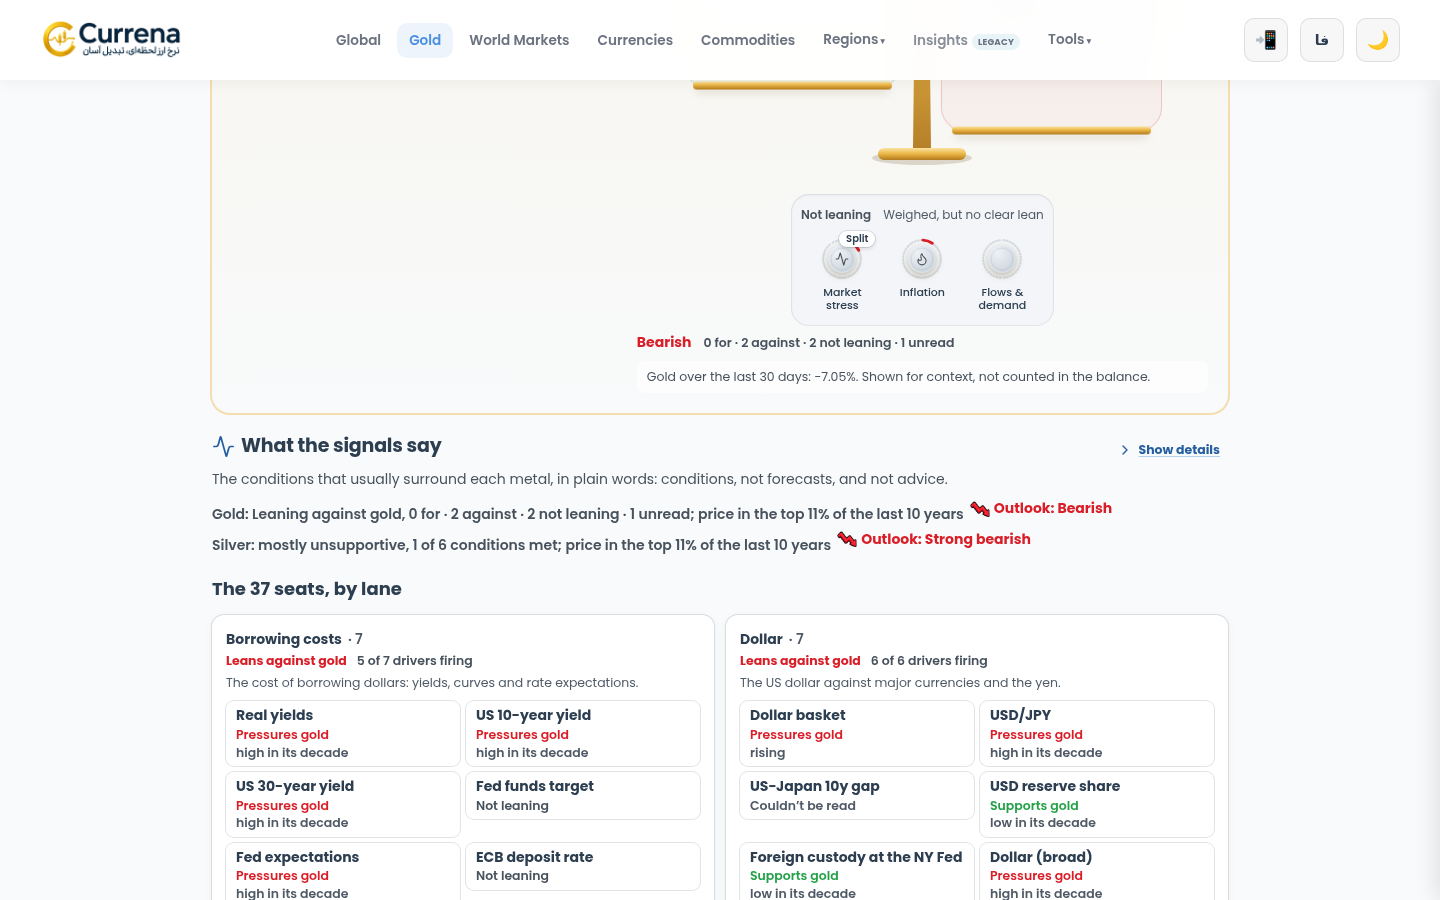 Currena
نرخ ارز لحظه‌ای، تبدیل آسان
Global
Gold
World Markets
Currencies
Commodities
Regions ▾
Insights LEGACY
Tools ▾
فا
Not leaning Weighed, but no clear lean
Split
Market stress
Inflation
Flows & demand
Bearish 0 for · 2 against · 2 not leaning · 1 unread
Gold over the last 30 days: −7.05%. Shown for context, not counted in the balance.
What the signals say
Show details
The conditions that usually surround each metal, in plain words: conditions, not forecasts, and not advice.
Gold: Leaning against gold, 0 for · 2 against · 2 not leaning · 1 unread; price in the top 11% of the last 10 years Outlook: Bearish
Silver: mostly unsupportive, 1 of 6 conditions met; price in the top 11% of the last 10 years Outlook: Strong bearish
The 37 seats, by lane
Borrowing costs · 7
Leans against gold 5 of 7 drivers firing
The cost of borrowing dollars: yields, curves and rate expectations.
Real yields
Pressures gold
high in its decade
US 10-year yield
Pressures gold
high in its decade
US 30-year yield
Pressures gold
high in its decade
Fed funds target
Not leaning
Fed expectations
Pressures gold
high in its decade
ECB deposit rate
Not leaning
Dollar · 7
Leans against gold 6 of 6 drivers firing
The US dollar against major currencies and the yen.
Dollar basket
Pressures gold
rising
USD/JPY
Pressures gold
high in its decade
US-Japan 10y gap
Couldn’t be read
USD reserve share
Supports gold
low in its decade
Foreign custody at the NY Fed
Supports gold
low in its decade
Dollar (broad)
Pressures gold
high in its decade